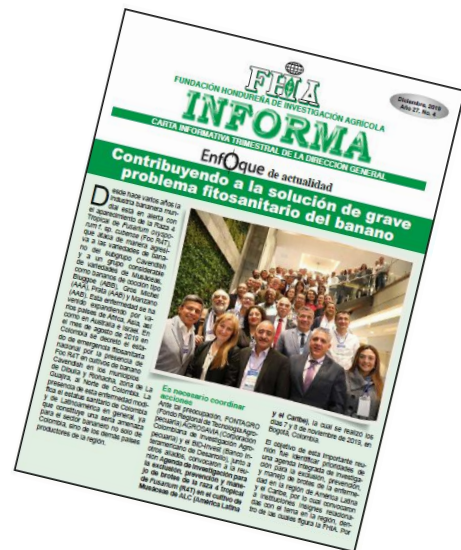 FHIA
FUNDACIÓN HONDUREÑA DE INVESTIGACIÓN AGRÍCOLA
INFORMA
Diciembre, 2019
Año 27, No. 4
CARTA INFORMATIVA TRIMESTRAL DE LA DIRECCIÓN GENERAL
EnfOque de actualidad
Contribuyendo a la solución de grave
problema fitosanitario del banano
Desde hace varios años la
industria bananera mun-
dial esta en alerta con
el aparecimiento de la Raza 4
Tropical de Fusarium oxyspo-
rum f. sp. cubense (Foc R4T),
que ataca de manera agresi-
va a las variedades de bana-
no del subgrupo Cavendish
y a un grupo considerable
de variedades de Musáceas,
como bananos de cocción tipo
Bluggoe (ABB), Gros Michel
(AAA), Prata (AAB) y Manzano
(AAB). Esta enfermedad se ha
venido expandiendo por va-
rios países de África, Asia, así
como en Australia e Israel. En
el mes de agosto de 2019 en
Colombia se decretó el esta-
do de emergencia fitosanitaria
nacional por la presencia de
Foc R4T en cultivos de banano
Cavendish en los municipios
de Dibulla y Riohacha, zona de La
Guajira, al Norte de Colombia. La
presencia de esta enfermedad modi-
fica el estatus sanitario de Colombia
y de Latinoamérica en general, ya
que constituye una seria amenaza
para el sector bananero no solo de
Colombia, sino de los demás países
productores de la región.
Es necesario coordinar
acciones
Ante tal preocupación, FONTAGRO
(Fondo Regional de Tecnología Agro-
pecuaria) AGROSAVIA (Corporación
Colombiana de Investigación Agro-
pecuaria) y el BID-Invest (Banco In-
teramericano de Desarrollo), junto a
otros aliados, convocaron a la reu-
nión Agenda de Investigación para
la exclusión, prevención y mane-
jo de brotes de la raza 4 tropical
de Fusarium (R4T) en el cultivo de
Musáceas de ALC (América Latina
y el Caribe), la cual se realizó los
días 7 y 8 de noviembre de 2019, en
Bogotá, Colombia.
El objetivo de esta importante reu-
nión fue identificar prioridades de
una agenda integrada de investiga-
ción para la exclusión, prevención,
y manejo de brotes de la enferme-
dad en la región de América Latina
y el Caribe, por lo cual convocaron
a instituciones insignes relaciona-
das con el tema en la región, den-
tro de las cuales figura la FHIA. Por